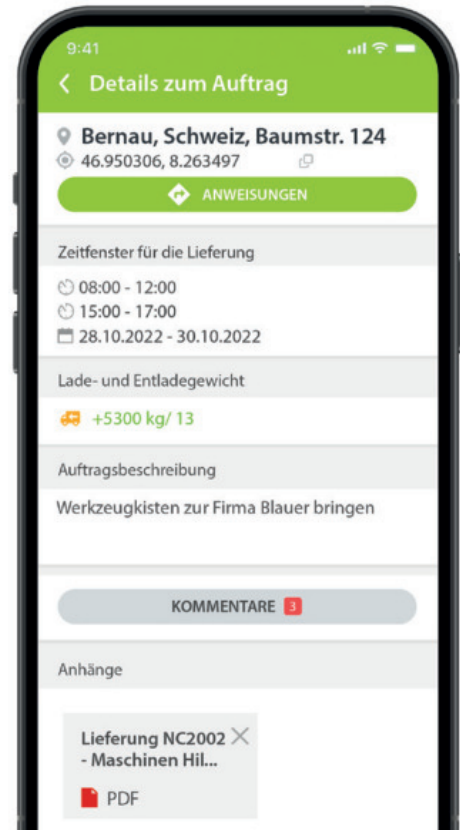 9:41
Details zum Auftrag
Bernau, Schweiz, Baumstr. 124
46.950306, 8.263497
ANWEISUNGEN
Zeitfenster für die Lieferung
08:00 - 12:00
15:00 - 17:00
28.10.2022 - 30.10.2022
Lade- und Entladegewicht
+5300 kg/ 13
Auftragsbeschreibung
Werkzeugkisten zur Firma Blauer bringen
KOMMENTARE 3
Anhänge
Lieferung NC2002
- Maschinen Hil...
PDF